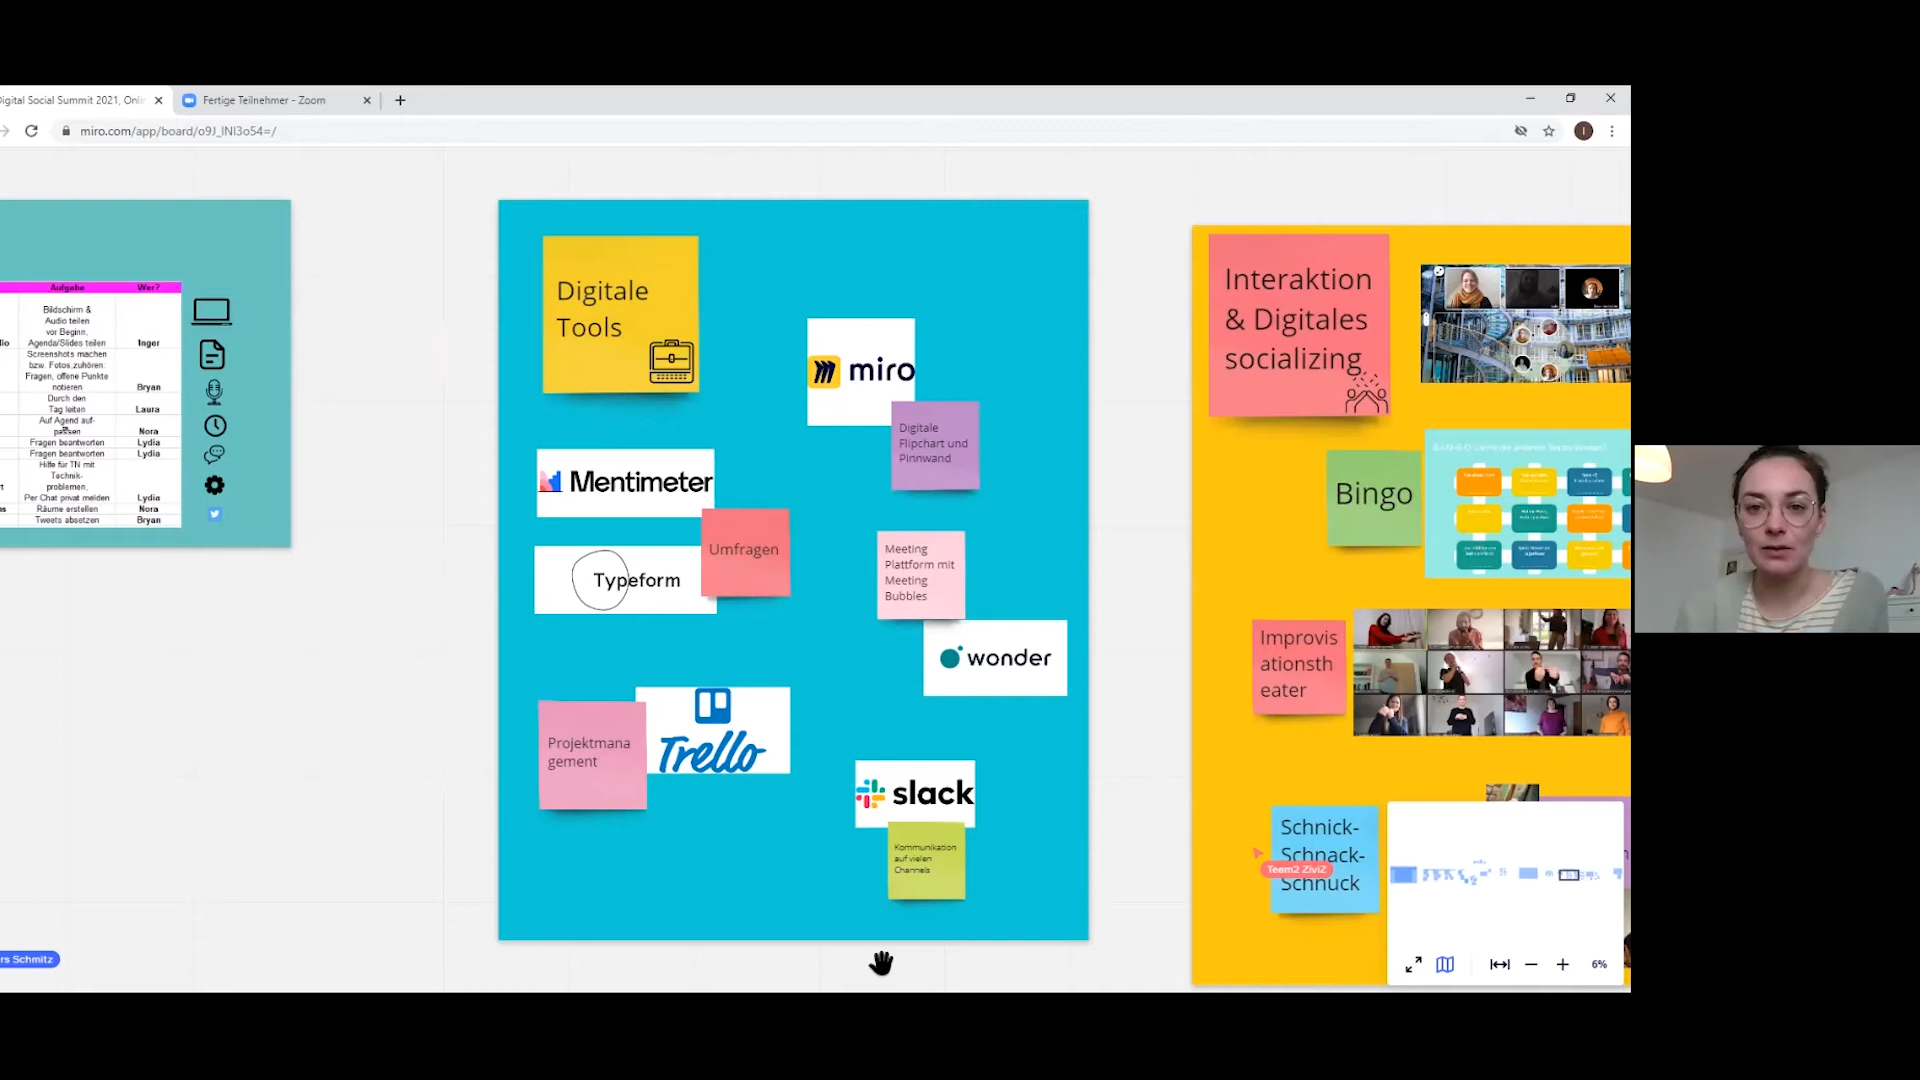 Digital Social Summit 2021, Onli
Fertige Teilnehmer - Zoom
miro.com/app/board/o9J_lNI3o54=/
I
Aufgabe Wer?
Bildschirm &
Audio teilen
vor Beginn,
Agenda/Slides teilen Inger
Screenshots machen
bzw. Fotos,zuhören:
Fragen, offene Punkte
notieren Bryan
Durch den
Tag leiten Laura
Auf Agend auf-
passen Nora
Fragen beantworten Lydia
Fragen beantworten Lydia
Hilfe für TN mit
Technik-
problemen,
Per Chat privat melden Lydia
Räume erstellen Nora
Tweets absetzen Bryan
rs Schmitz
Digitale
Tools
miro
Digitale
Flipchart und
Pinnwand
Mentimeter
Umfragen
Typeform
Meeting
Plattform mit
Meeting
Bubbles
wonder
Projektmana
gement
Trello
slack
Kommunikation
auf vielen
Channels
Interaktion
& Digitales
socializing
Bingo
Improvis
ationsth
eater
Schnick-
Schnack-
Schnuck
Team2 ZiviZ
6%